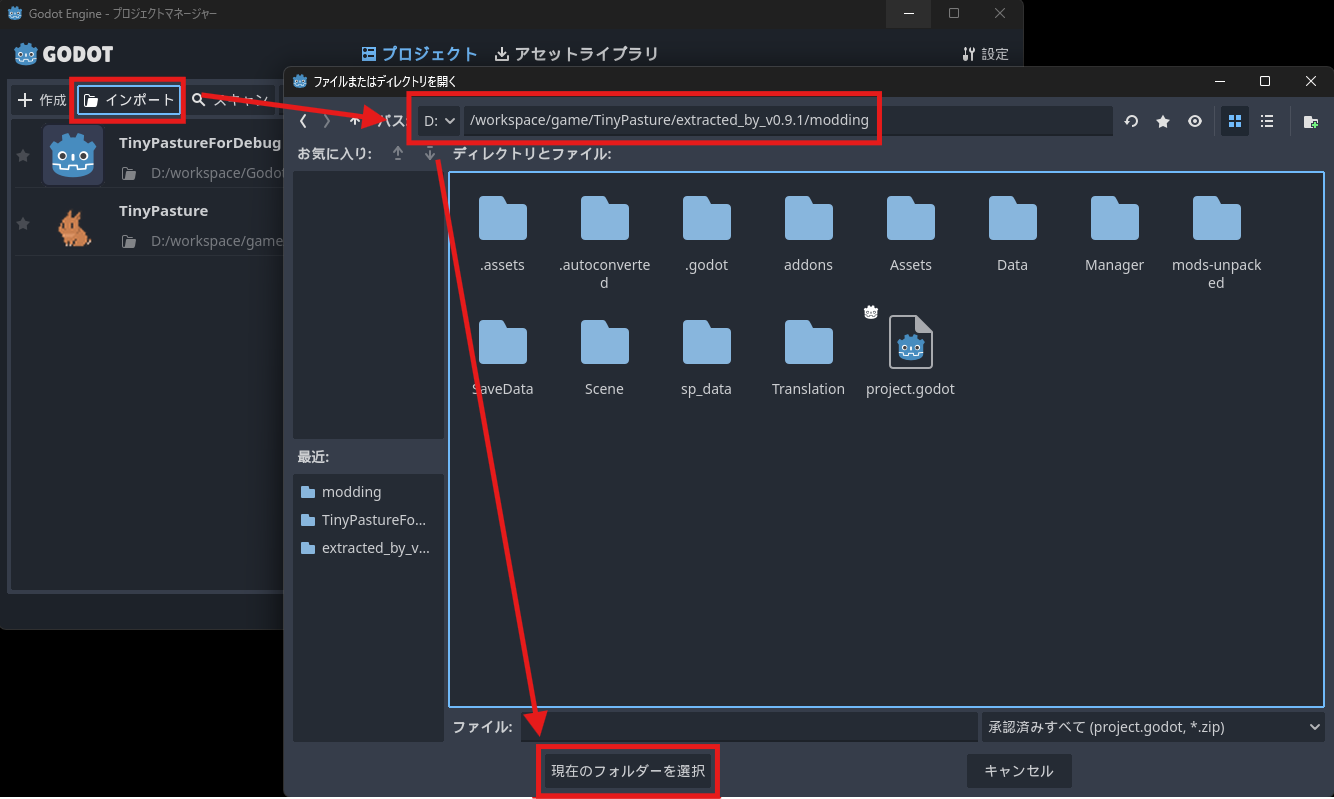 Godot Engine - プロジェクトマネージャー
GODOT
プロジェクト
アセットライブラリ
設定
作成
インポート
スキャン
TinyPastureForDebug
D:/workspace/Godot
TinyPasture
D:/workspace/game
ファイルまたはディレクトリを開く
パス:
D:
/workspace/game/TinyPasture/extracted_by_v0.9.1/modding
お気に入り:
ディレクトリとファイル:
.assets
.autoconverte
d
.godot
addons
Assets
Data
Manager
mods-unpack
ed
SaveData
Scene
sp_data
Translation
project.godot
最近:
modding
TinyPastureFo...
extracted_by_v...
ファイル:
承認済みすべて (project.godot, *.zip)
現在のフォルダーを選択
キャンセル